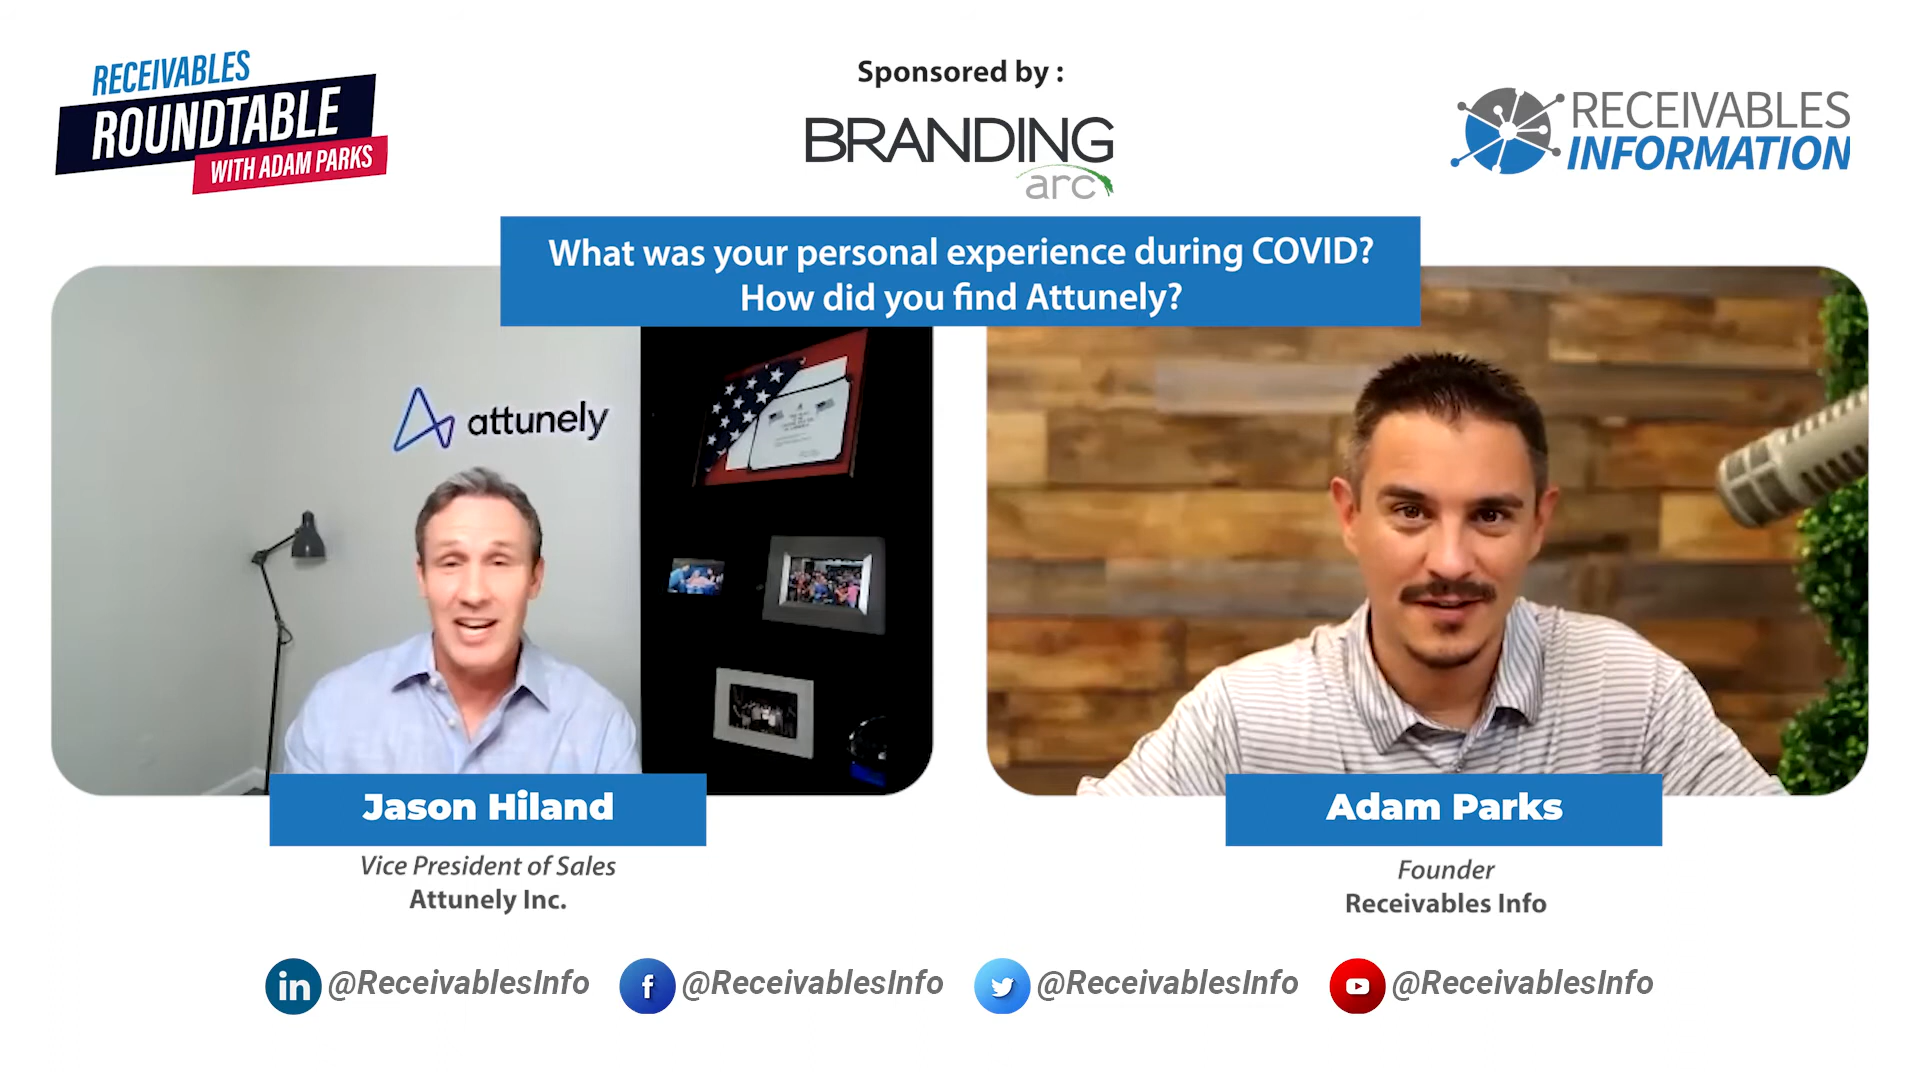 RECEIVABLES
ROUNDTABLE
WITH ADAM PARKS
Sponsored by :
BRANDING
arc
RECEIVABLES
INFORMATION
What was your personal experience during COVID?
How did you find Attunely?
attunely
Jason Hiland
Vice President of Sales
Attunely Inc.
Adam Parks
Founder
Receivables Info
in @ReceivablesInfo
f @ReceivablesInfo
@ReceivablesInfo
@ReceivablesInfo